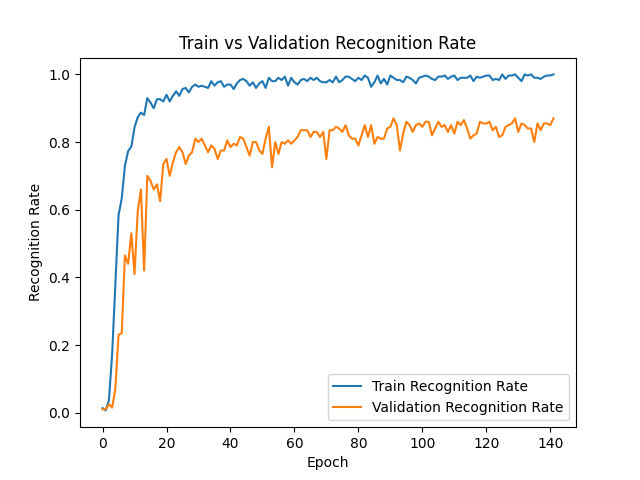 Train vs Validation Recognition Rate
1.0
0.8
0.6
0.4
0.2
0.0
Recognition Rate
0 20 40 60 80 100 120 140
Epoch
Train Recognition Rate
Validation Recognition Rate